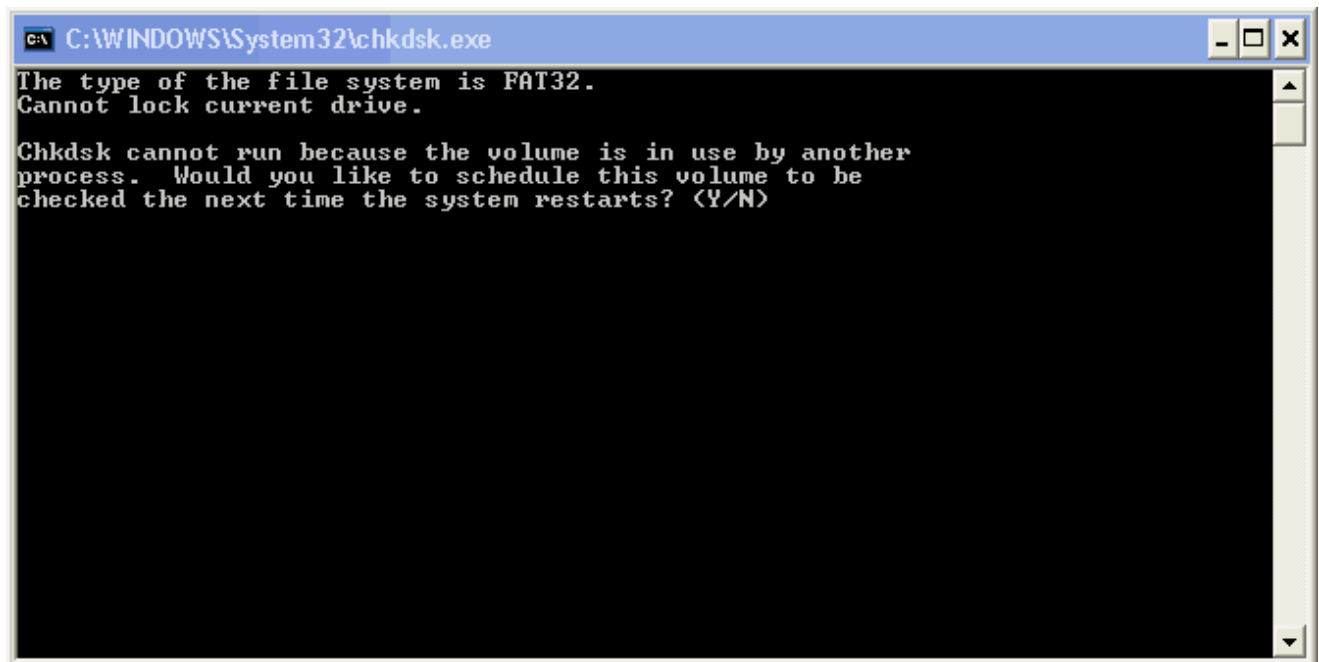 C:\WINDOWS\System32\chkdsk.exe
The type of the file system is FAT32.
Cannot lock current drive.
Chkdsk cannot run because the volume is in use by another
process.  Would you like to schedule this volume to be
checked the next time the system restarts? (Y/N)